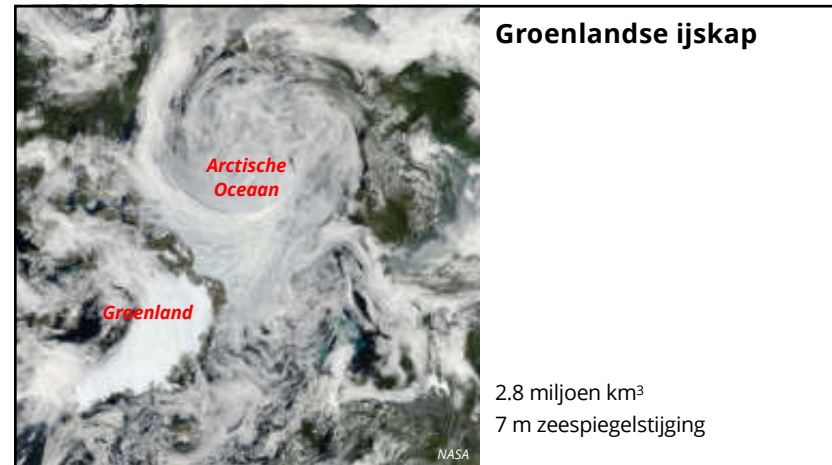 Groenlandse ijskap
Arctische
Oceaan
Groenland
2.8 miljoen km³
7 m zeespiegelstijging
NASA